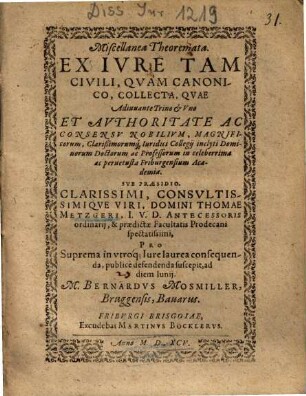 Diss. Jur. 1219
31.
Miscellanea Theoremata.
EX IVRE TAM
CIVILI, QVAM CANONI-
CO, COLLECTA, QVAE
Adiuuante Trino & Vno
ET AVTHORITATE AC
CONSENSV NOBILIVM, MAGNIFI-
corum, Clarissimorumq́; Iuridici Collegij inclyti Domi-
norum Doctorum ac Professorum in celeberrima
ac peruetusta Friburgensium Aca-
demia.
SVB PRÆSIDIO.
CLARISSIMI, CONSVLTIS-
SIMIQVE VIRI, DOMINI THOMAE
METZGERI, I. V. D. ANTECESSORIS
ordinarij, & prædictæ Facultatis Prodecani
spectatissimi,
PRO
Suprema in vtroq; Iure laurea consequen-
da, publicè defendenda suscepit, ad
diem Iunij.
M. BERNARDVS MOSMILLER,
Bruggensis, Bauarus.
FRIBVRGI BRISGOIAE,
Excudebat MARTINVS BÖCKLERVS.
Anno M. D. XCV.